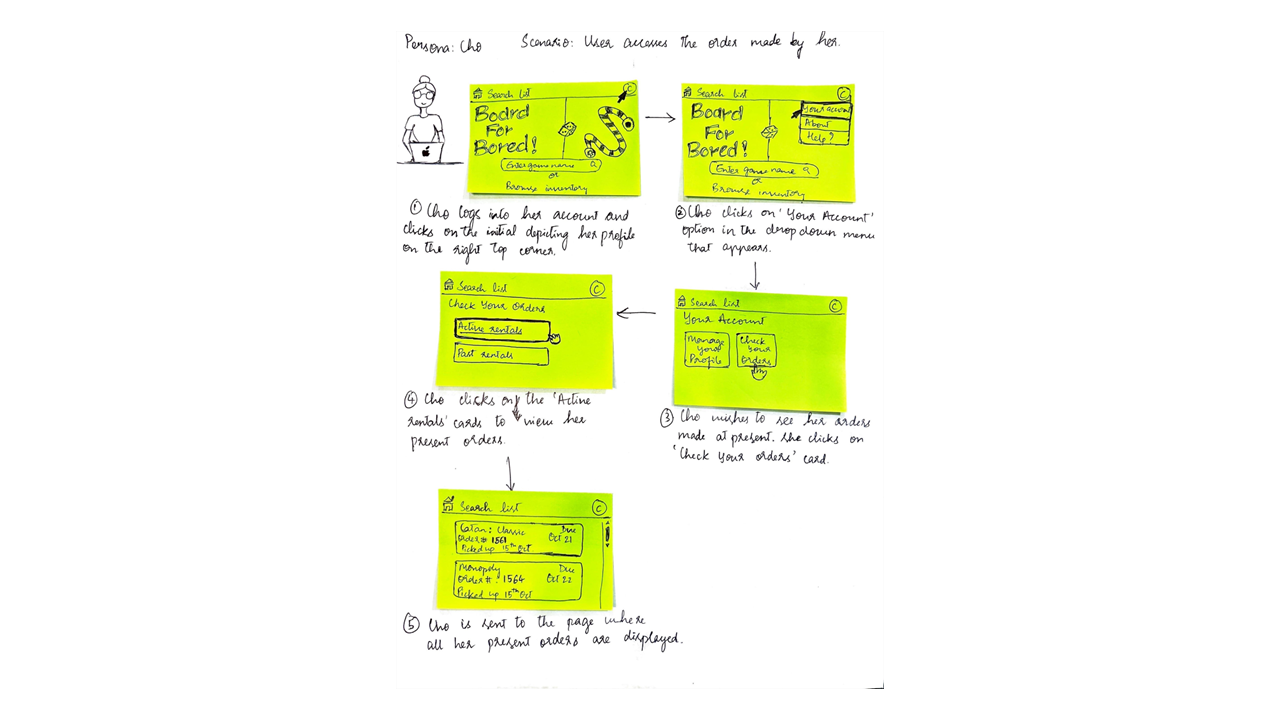 Persona: Cho
Scenario: User accesses the order made by her.
Search list
C
Board
For
Bored!
Enter game name
or
Browse inventory
① Cho logs into her account and
clicks on the initial depicting her profile
on the right top corner.
Search list
C
Board
For
Bored!
Your account
About
Help?
Enter game name
or
Browse inventory
② Cho clicks on 'Your Account'
option in the drop down menu
that appears.
Search list
C
Your Account
Manage
your
Profile
Check
Your
Orders
③ Cho wishes to see her orders
made at present. She clicks on
'Check Your orders' card.
Search list
C
Check Your Orders
Active rentals
Past rentals
④ Cho clicks on the 'Active
rentals' cards to view her
present orders.
Search list
C
Catan: Classic Due
Order# 1561 Oct 21
Picked up 15th Oct
Monopoly Due
Order#: 1564 Oct 22
Picked up 15th Oct
⑤ Cho is sent to the page where
all her present orders are displayed.